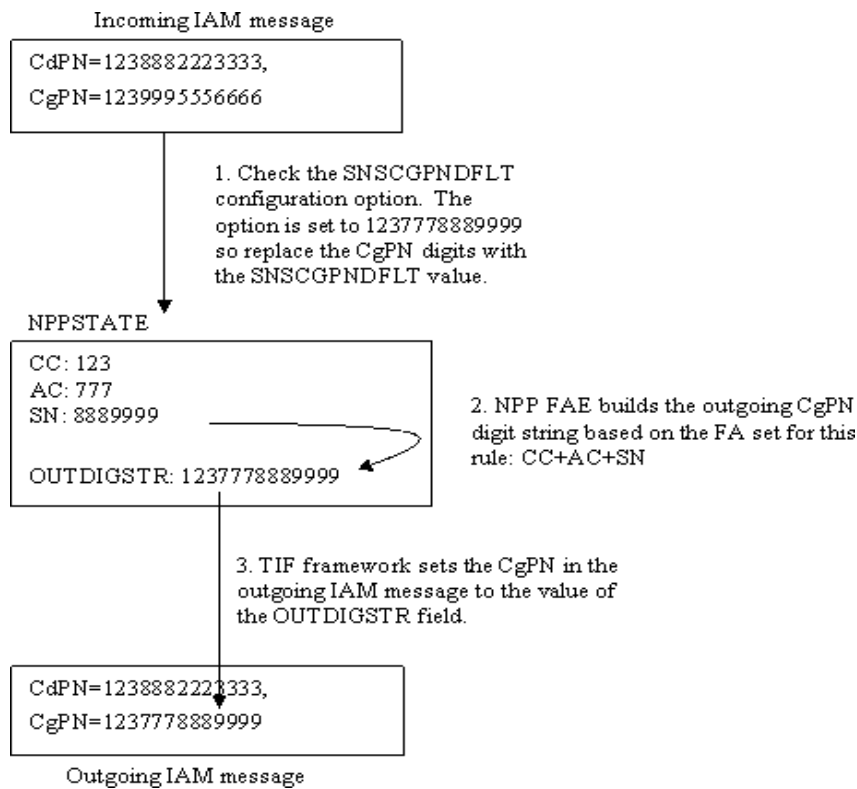 Incoming IAM message
CdPN=1238882223333,
CgPN=1239995556666
1. Check the SNSCGPNDFLT
configuration option. The
option is set to 1237778889999
so replace the CgPN digits with
the SNSCGPNDFLT value.
NPPSTATE
CC: 123
AC: 777
SN: 8889999
OUTDIGSTR: 1237778889999
2. NPP FAE builds the outgoing CgPN
digit string based on the FA set for this
rule: CC+AC+SN
3. TIF framework sets the CgPN in the
outgoing IAM message to the value of
the OUTDIGSTR field.
CdPN=1238882223333,
CgPN=1237778889999
Outgoing IAM message